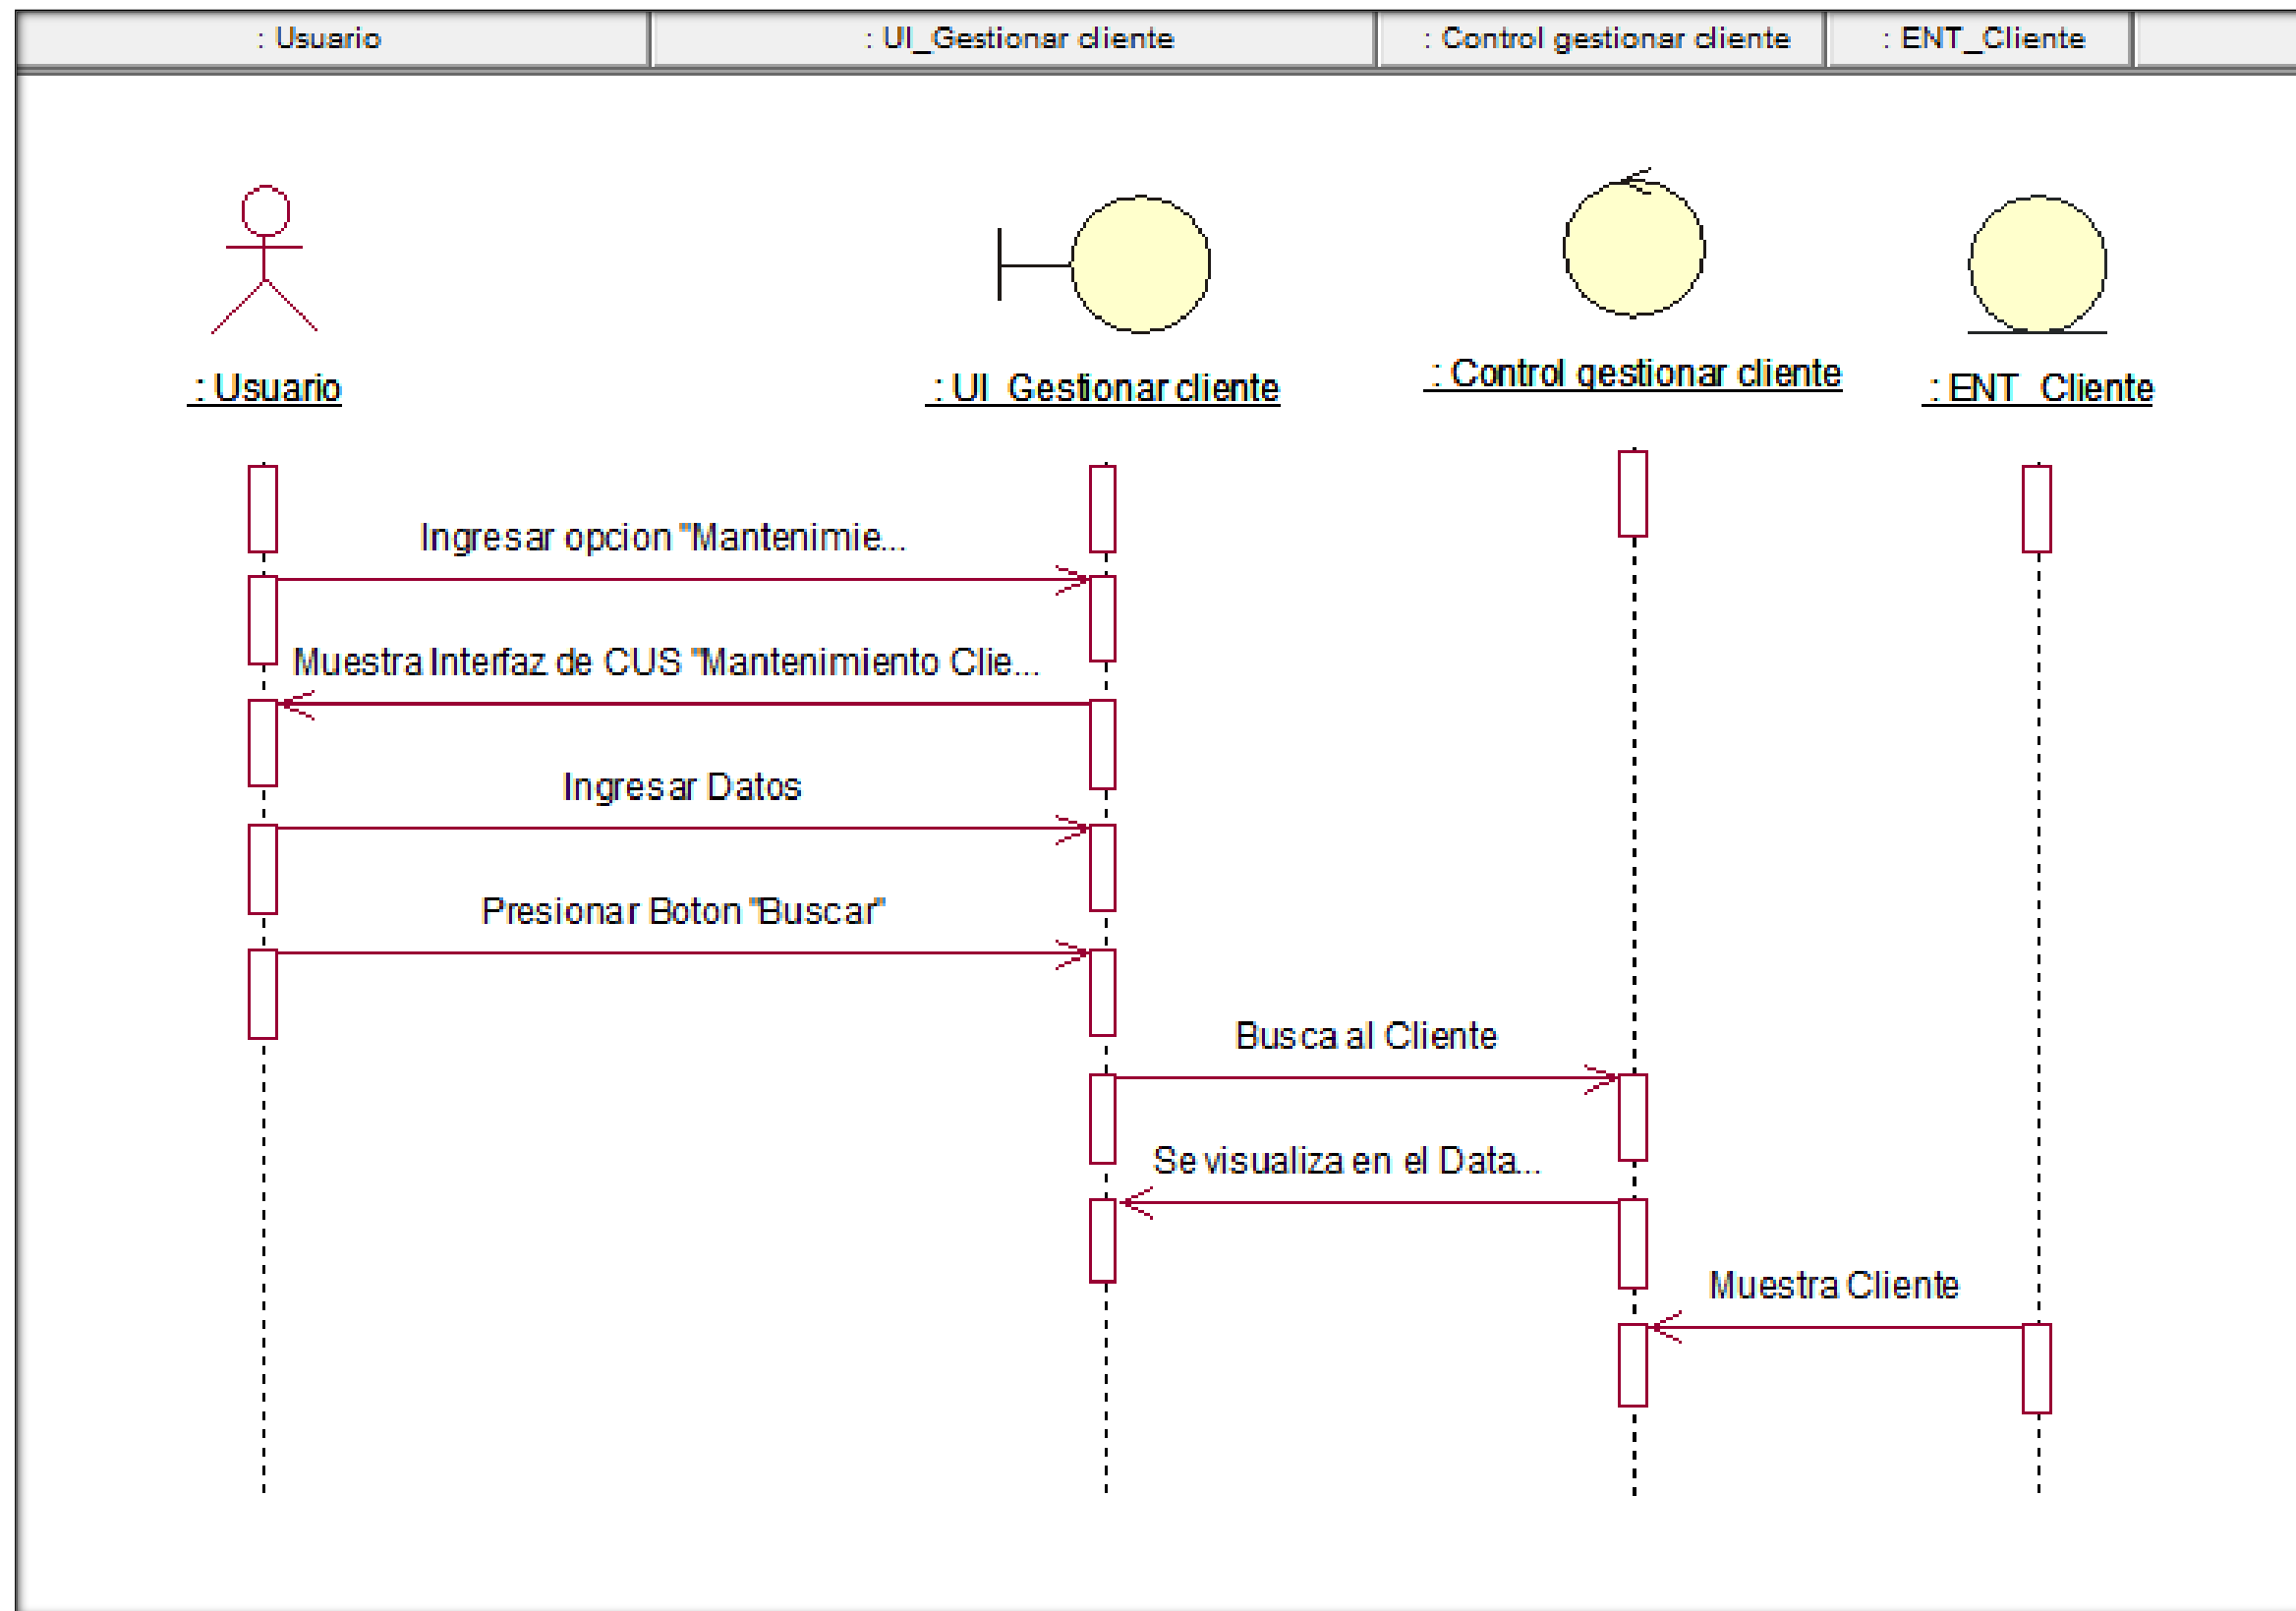 : Usuario
: UI_Gestionar cliente
: Control gestionar cliente
: ENT_Cliente
: Usuario
: UI_Gestionar cliente
: Control gestionar cliente
: ENT_Cliente
Ingresar opcion "Mantenimie...
Muestra Interfaz de CUS "Mantenimiento Clie...
Ingresar Datos
Presionar Boton "Buscar"
Busca al Cliente
Se visualiza en el Data...
Muestra Cliente